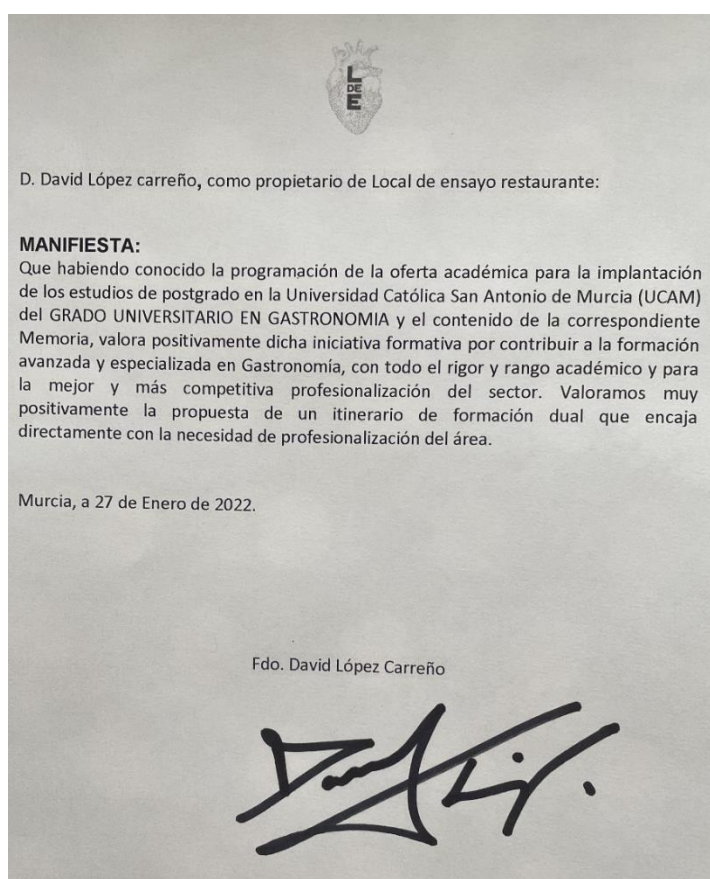 L
DE
E
D. David López carreño, como propietario de Local de ensayo restaurante:
MANIFIESTA:
Que habiendo conocido la programación de la oferta académica para la implantación
de los estudios de postgrado en la Universidad Católica San Antonio de Murcia (UCAM)
del GRADO UNIVERSITARIO EN GASTRONOMIA y el contenido de la correspondiente
Memoria, valora positivamente dicha iniciativa formativa por contribuir a la formación
avanzada y especializada en Gastronomía, con todo el rigor y rango académico y para
la mejor y más competitiva profesionalización del sector. Valoramos muy
positivamente la propuesta de un itinerario de formación dual que encaja
directamente con la necesidad de profesionalización del área.
Murcia, a 27 de Enero de 2022.
Fdo. David López Carreño